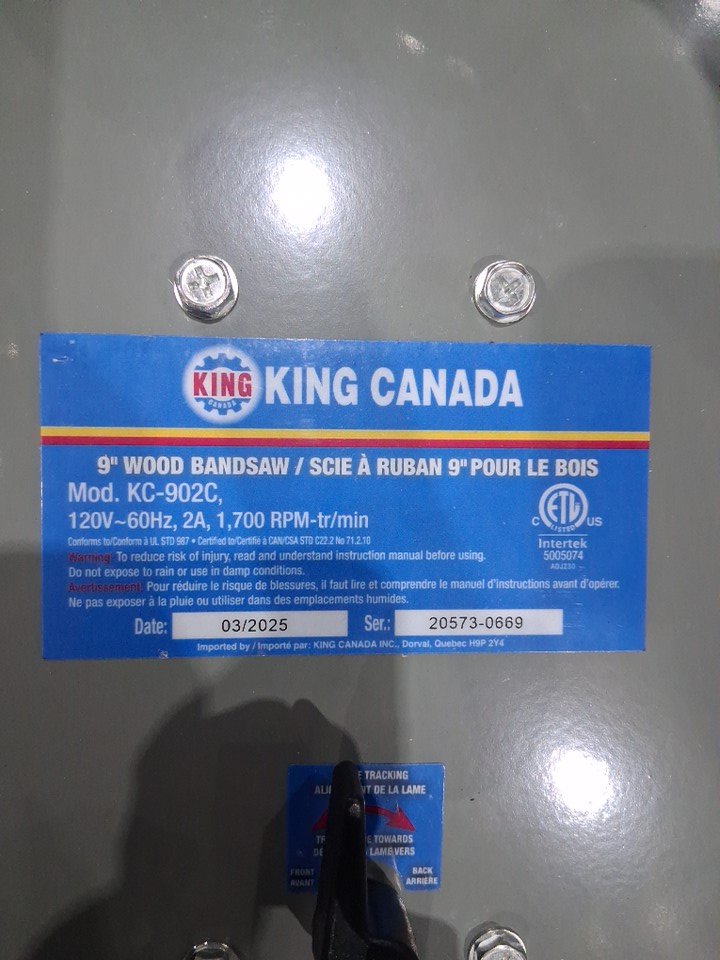 KING
CANADA
KING CANADA
9" WOOD BANDSAW / SCIE À RUBAN 9" POUR LE BOIS
Mod. KC-902C,
120V~60Hz, 2A, 1,700 RPM-tr/min
Conforms to/Conform à UL STD 987 • Certified to/Certifié à CAN/CSA STD C22.2 No 71.2.10
Warning: To reduce risk of injury, read and understand instruction manual before using.
Do not expose to rain or use in damp conditions.
Avertissement: Pour réduire le risque de blessures, il faut lire et comprendre le manuel d'instructions avant d'opérer.
Ne pas exposer à la pluie ou utiliser dans des emplacements humides.
ETL
LISTED
C US
Intertek
5005074
Date: 03/2025 Ser.: 20573-0669
Imported by / Importé par: KING CANADA INC., Dorval, Quebec H9P 2Y4
TRACKING
DE LA LAME
TOWARDS
LAME VERS
FRONT
AVANT
BACK
ARRIÈRE